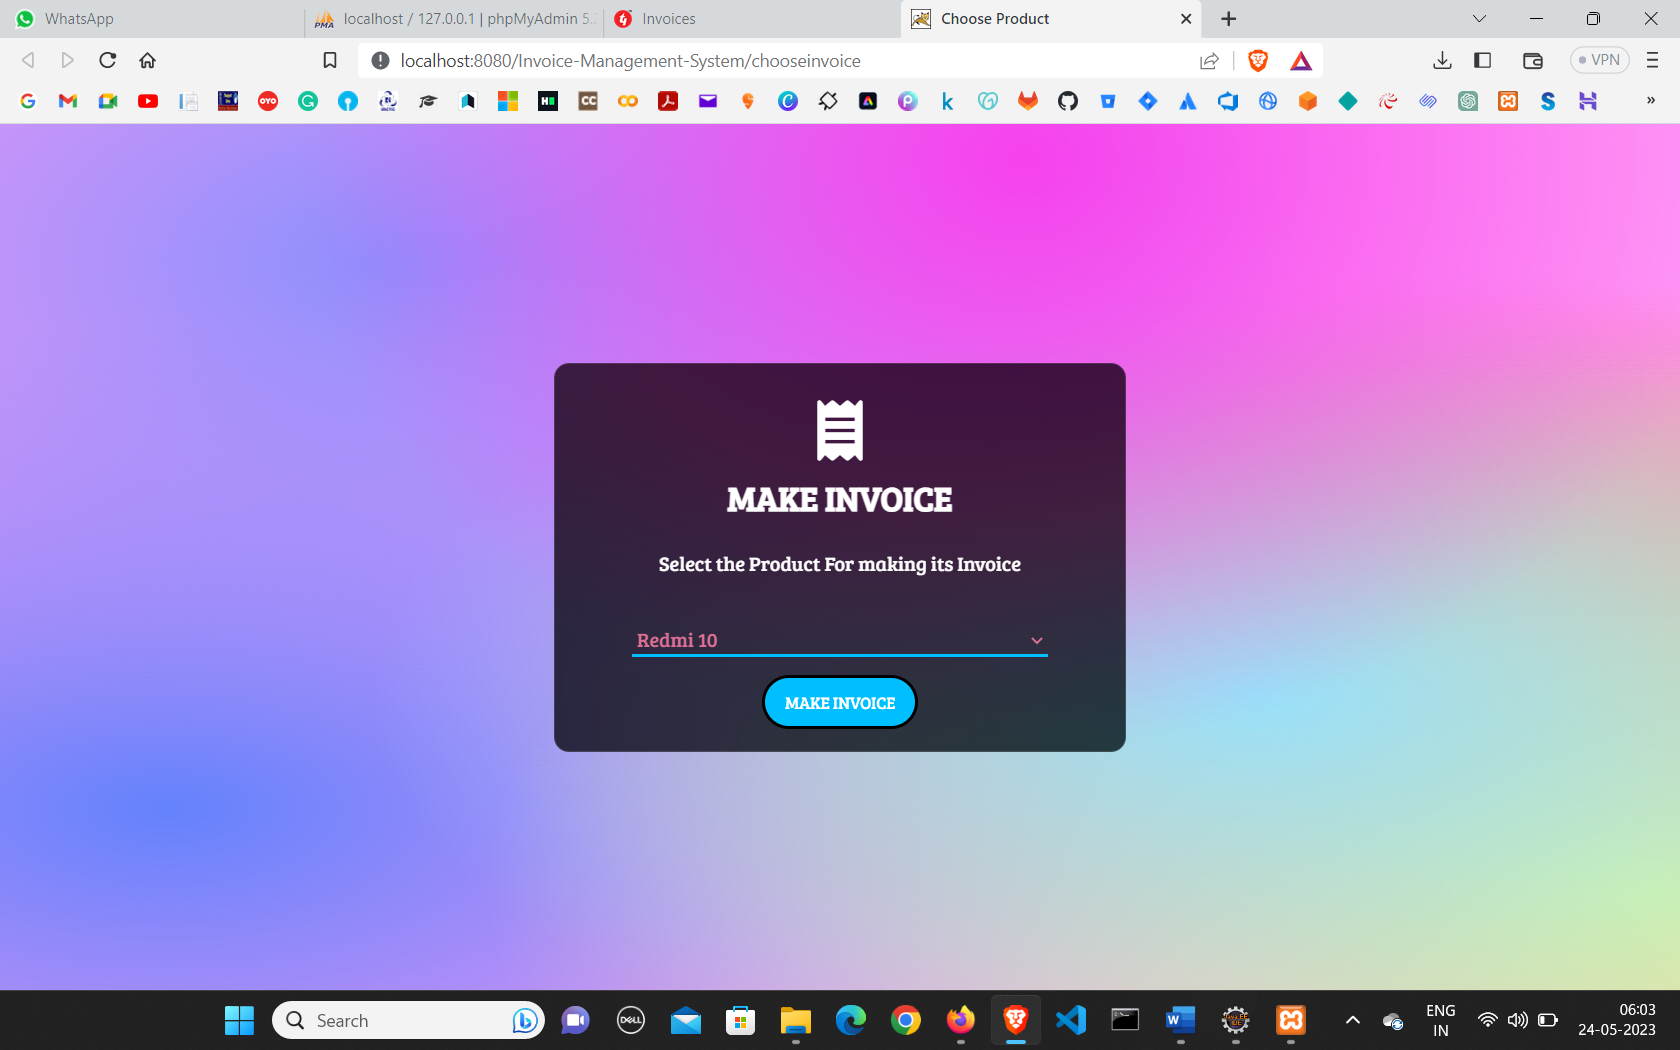 WhatsApp
localhost / 127.0.0.1 | phpMyAdmin 5.
Invoices
Choose Product
localhost:8080/Invoice-Management-System/chooseinvoice
VPN
MAKE INVOICE
Select the Product For making its Invoice
Redmi 10
MAKE INVOICE
Search
ENG
IN
06:03
24-05-2023